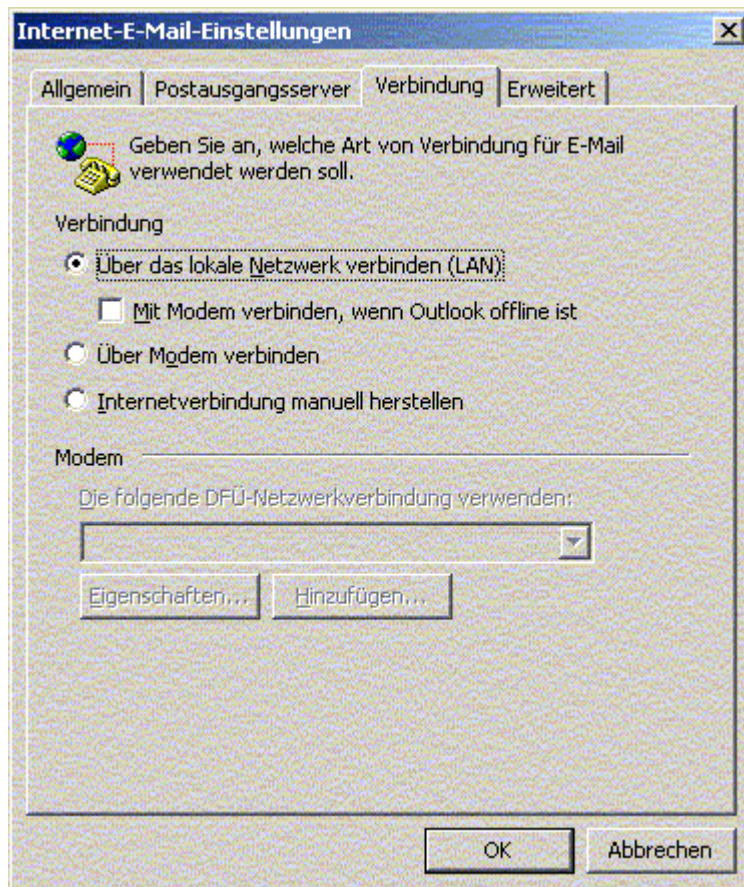 Internet-E-Mail-Einstellungen
Allgemein Postausgangsserver Verbindung Erweitert
Geben Sie an, welche Art von Verbindung für E-Mail
verwendet werden soll.
Verbindung
Über das lokale Netzwerk verbinden (LAN)
Mit Modem verbinden, wenn Outlook offline ist
Über Modem verbinden
Internetverbindung manuell herstellen
Modem
Die folgende DFÜ-Netzwerkverbindung verwenden:
Eigenschaften... Hinzufügen...
OK Abbrechen